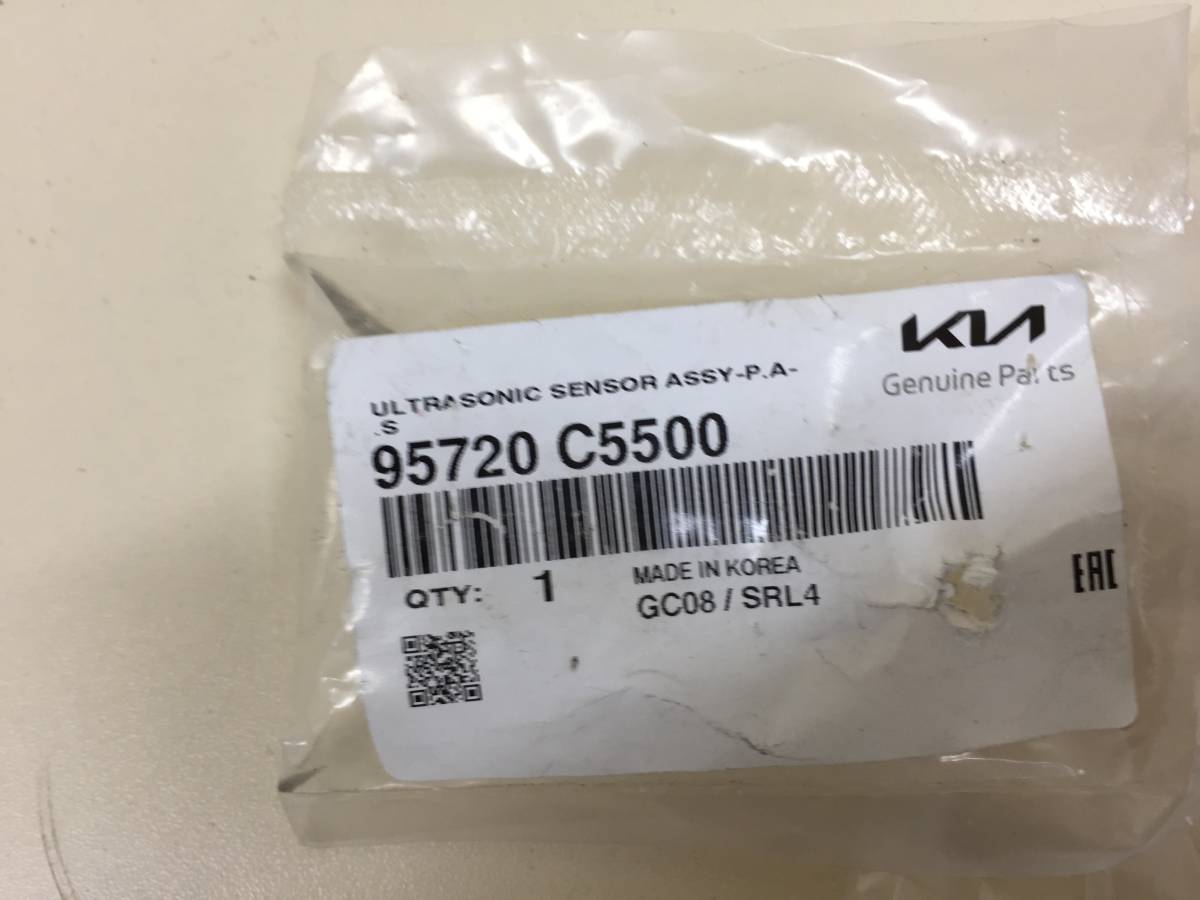 KIA
Genuine Parts
ULTRASONIC SENSOR ASSY-P.A-
.S
95720 C5500
QTY: 1
MADE IN KOREA
GC08 / SRL4
EAC